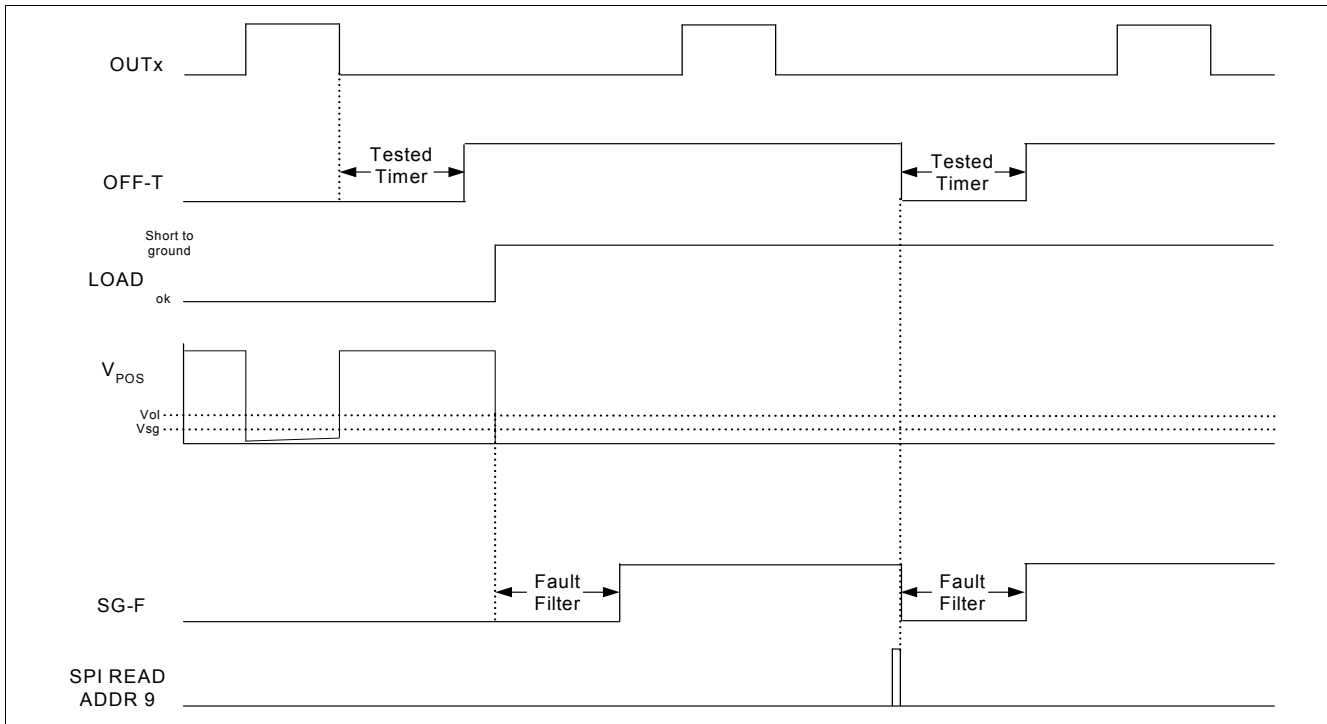 OUTx
Tested
Timer
Tested
Timer
OFF-T
Short to
ground
LOAD
ok
VPOS
Vol
Vsg
Fault
Filter
Fault
Filter
SG-F
SPI READ
ADDR 9